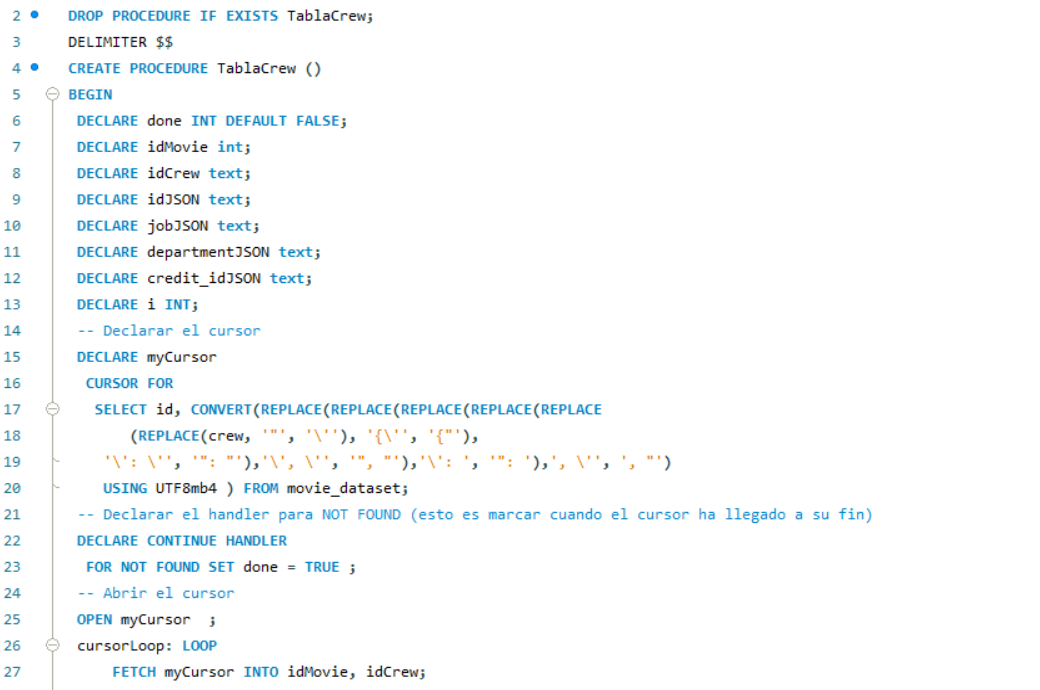 2 DROP PROCEDURE IF EXISTS TablaCrew;
3 DELIMITER $$
4 CREATE PROCEDURE TablaCrew ()
5 BEGIN
6 DECLARE done INT DEFAULT FALSE;
7 DECLARE idMovie int;
8 DECLARE idCrew text;
9 DECLARE idJSON text;
10 DECLARE jobJSON text;
11 DECLARE departmentJSON text;
12 DECLARE credit_idJSON text;
13 DECLARE i INT;
14 -- Declarar el cursor
15 DECLARE myCursor
16 CURSOR FOR
17 SELECT id, CONVERT(REPLACE(REPLACE(REPLACE(REPLACE(REPLACE
18 (REPLACE(crew, '"', '\''), '{\'', '{"'),
19 '\': \'', '": "'),'\', \'', '", "'),'\': ', '": '),', \'', ', "')
20 USING UTF8mb4 ) FROM movie_dataset;
21 -- Declarar el handler para NOT FOUND (esto es marcar cuando el cursor ha llegado a su fin)
22 DECLARE CONTINUE HANDLER
23 FOR NOT FOUND SET done = TRUE ;
24 -- Abrir el cursor
25 OPEN myCursor  ;
26 cursorLoop: LOOP
27 FETCH myCursor INTO idMovie, idCrew;